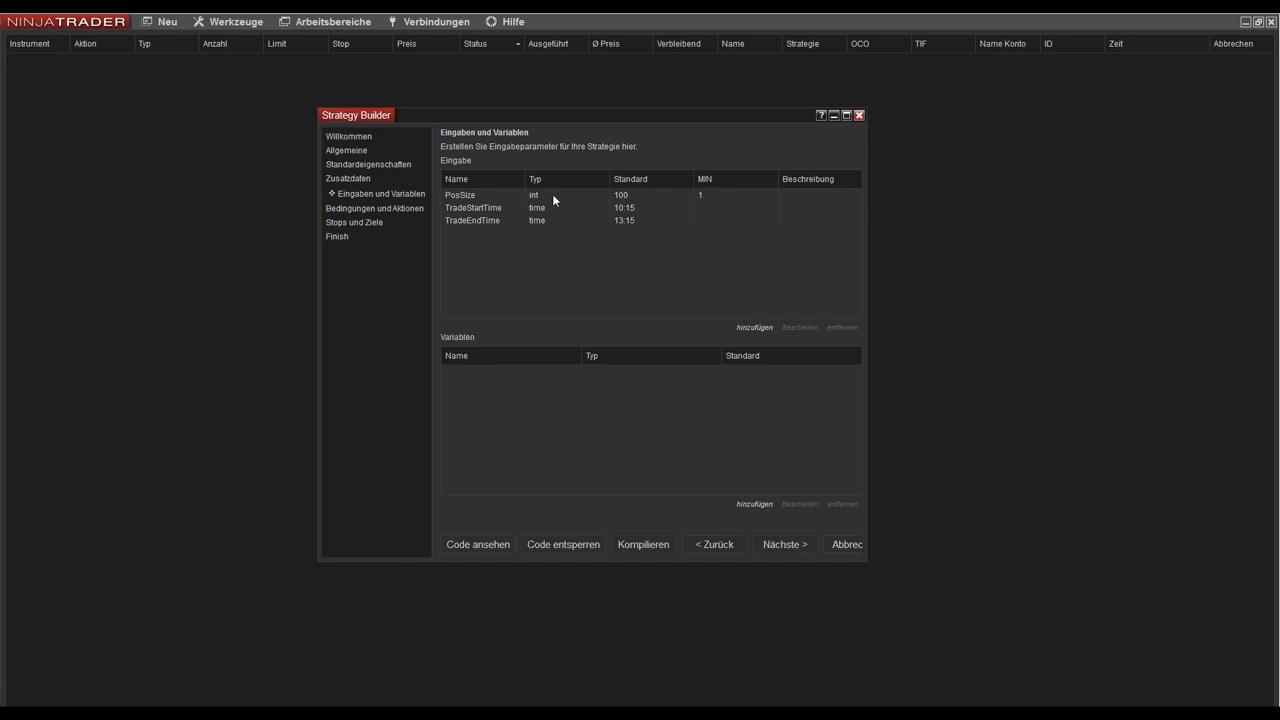 NINJATRADER Neu Werkzeuge Arbeitsbereiche Verbindungen Hilfe
Instrument Aktion Typ Anzahl Limit Stop Preis Status Ausgeführt Ø Preis Verbleibend Name Strategie OCO TIF Name Konto ID Zeit Abbrechen
Strategy Builder ?
Willkommen
Allgemeine
Standardeigenschaften
Zusatzdaten
Eingaben und Variablen
Bedingungen und Aktionen
Stops und Ziele
Finish
Eingaben und Variablen
Erstellen Sie Eingabeparameter für Ihre Strategie hier.
Eingabe
Name Typ Standard MIN Beschreibung
PosSize int 100 1
TradeStartTime time 10:15
TradeEndTime time 13:15
hinzufügen Bearbeiten entfernen
Variablen
Name Typ Standard
hinzufügen Bearbeiten entfernen
Code ansehen Code entsperren Kompilieren < Zurück Nächste > Abbrec